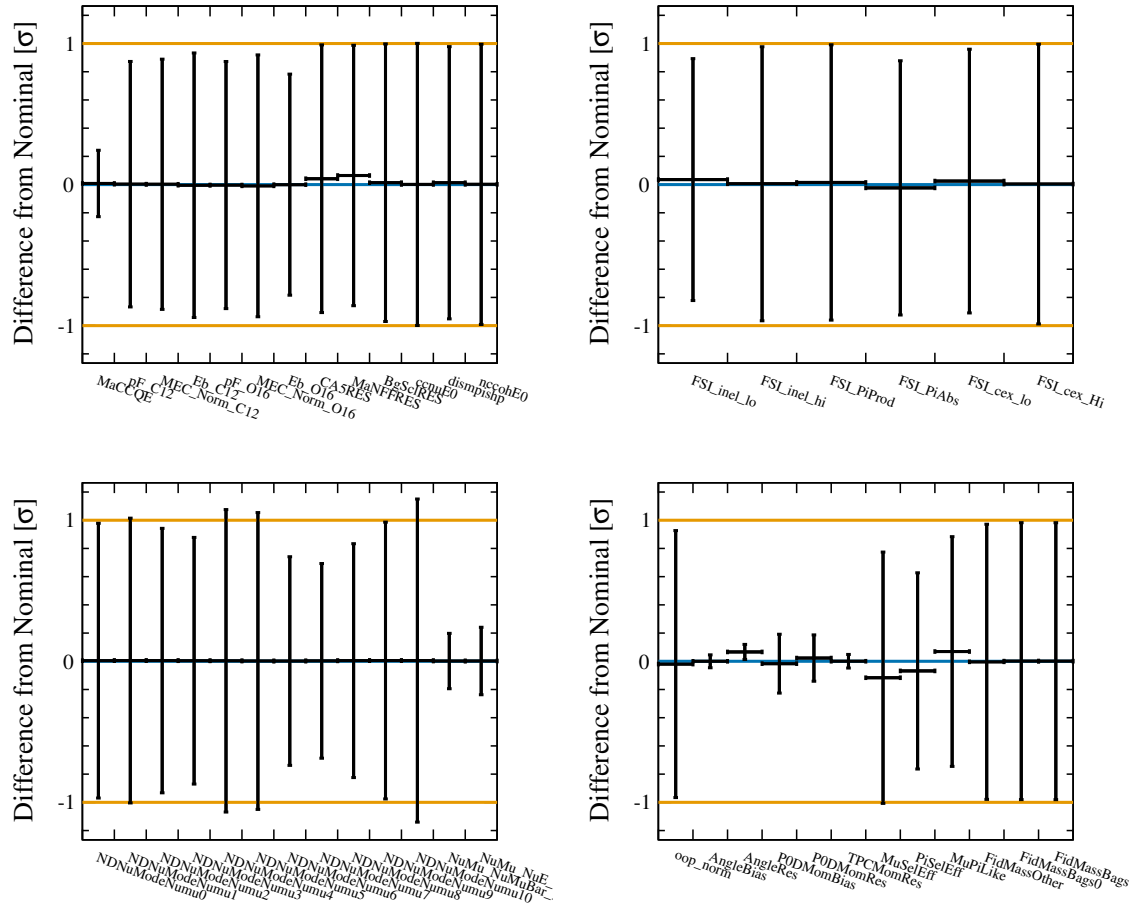 Difference from Nominal [σ]
1
0
-1
MaCCQE
pF_C12
MEC_Norm_C12
Eb_C12
pF_O16
MEC_Norm_O16
Eb_O16
CA5RES
MaNFFRES
BgSclRES
ccnuE0
dismpishp
nccohE0
Difference from Nominal [σ]
1
0
-1
FSI_inel_lo
FSI_inel_hi
FSI_PiProd
FSI_PiAbs
FSI_cex_lo
FSI_cex_Hi
Difference from Nominal [σ]
1
0
-1
NDNuModeNumu0
NDNuModeNumu1
NDNuModeNumu2
NDNuModeNumu3
NDNuModeNumu4
NDNuModeNumu5
NDNuModeNumu6
NDNuModeNumu7
NDNuModeNumu8
NDNuModeNumu9
NDNuModeNumu10
NuMu_NuMuBar_
NuMu_NuE_
Difference from Nominal [σ]
1
0
-1
oop_norm
AngleBias
AngleRes
P0DMomBias
P0DMomRes
TPCMomRes
MuSelEff
PiSelEff
MuPiLike
FidMassOther
FidMassBags0
FidMassBags